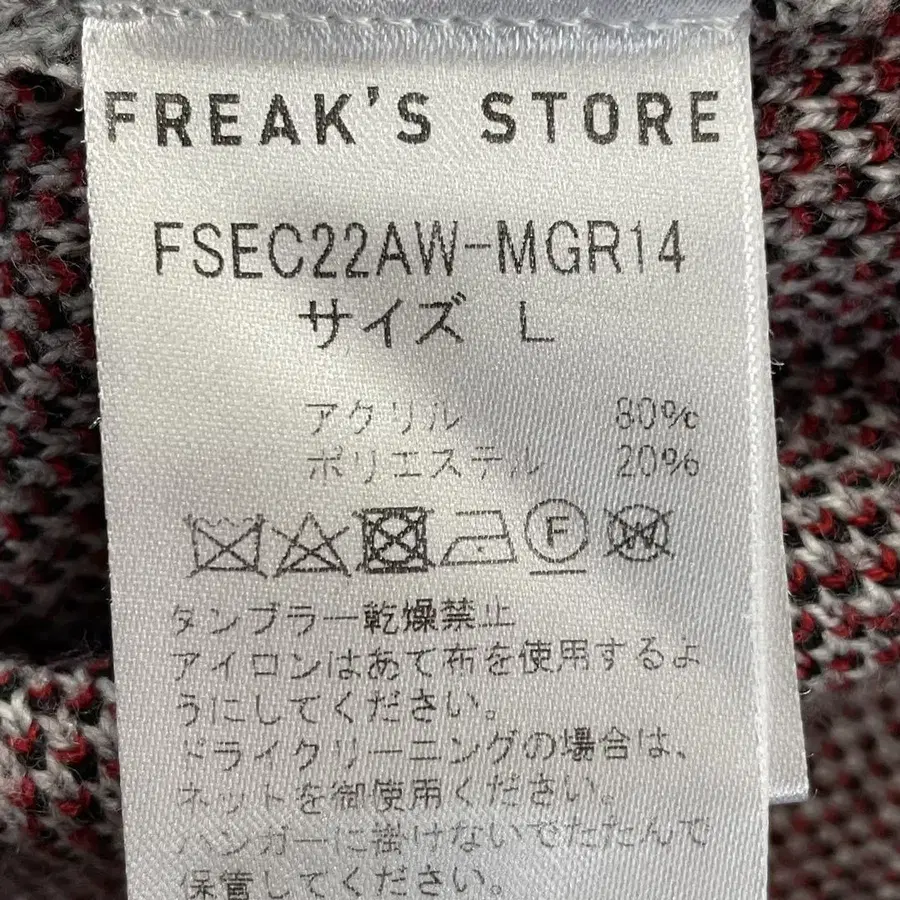 FREAK'S STORE
FSEC22AW-MGR14
サイズ L
アクリル 80%
ポリエステル 20%
F
W
タンブラー乾燥禁止
アイロンはあて布を使用するよ
うにしてください。
ドライクリーニングの場合は、
ネットを御使用ください。
ハンガーに掛けないでたたんで
保管してください。